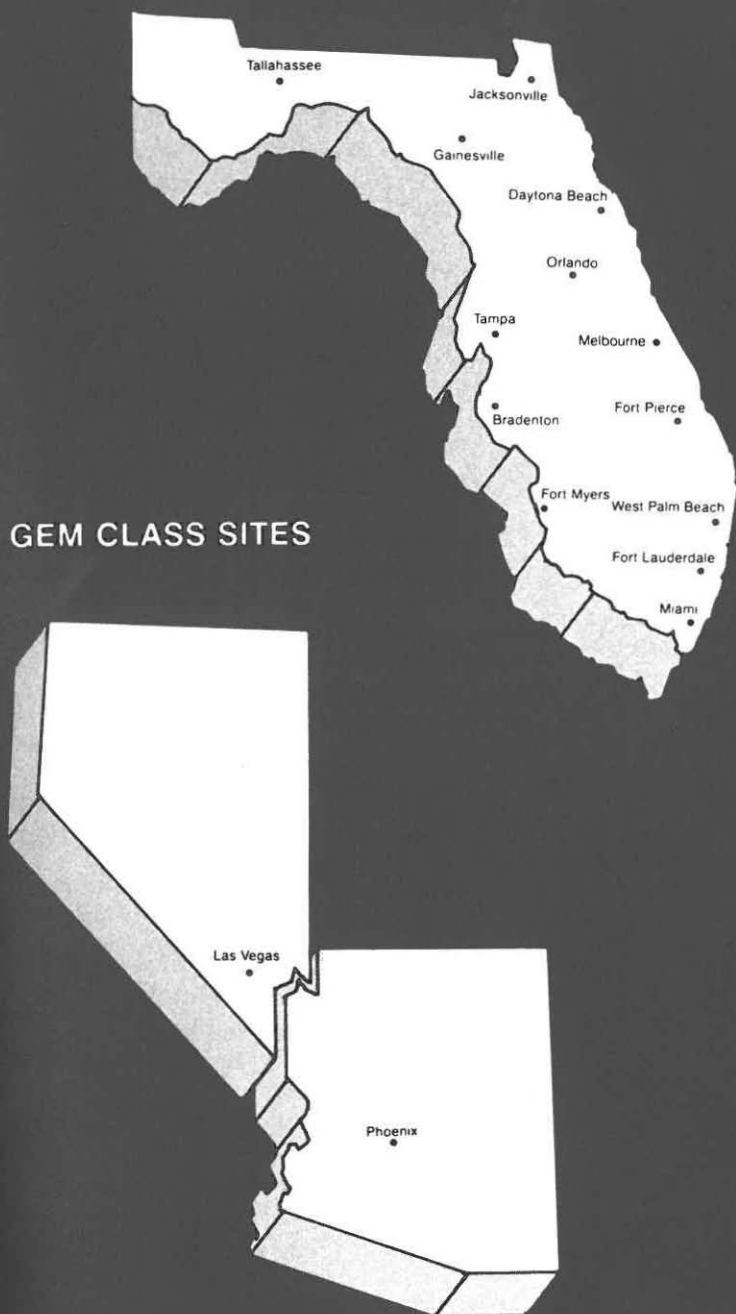 Tallahassee
Jacksonville
Gainesville
Daytona Beach
Orlando
Tampa
Melbourne
Bradenton
Fort Pierce
Fort Myers
West Palm Beach
GEM CLASS SITES
Fort Lauderdale
Miami
Las Vegas
Phoenix